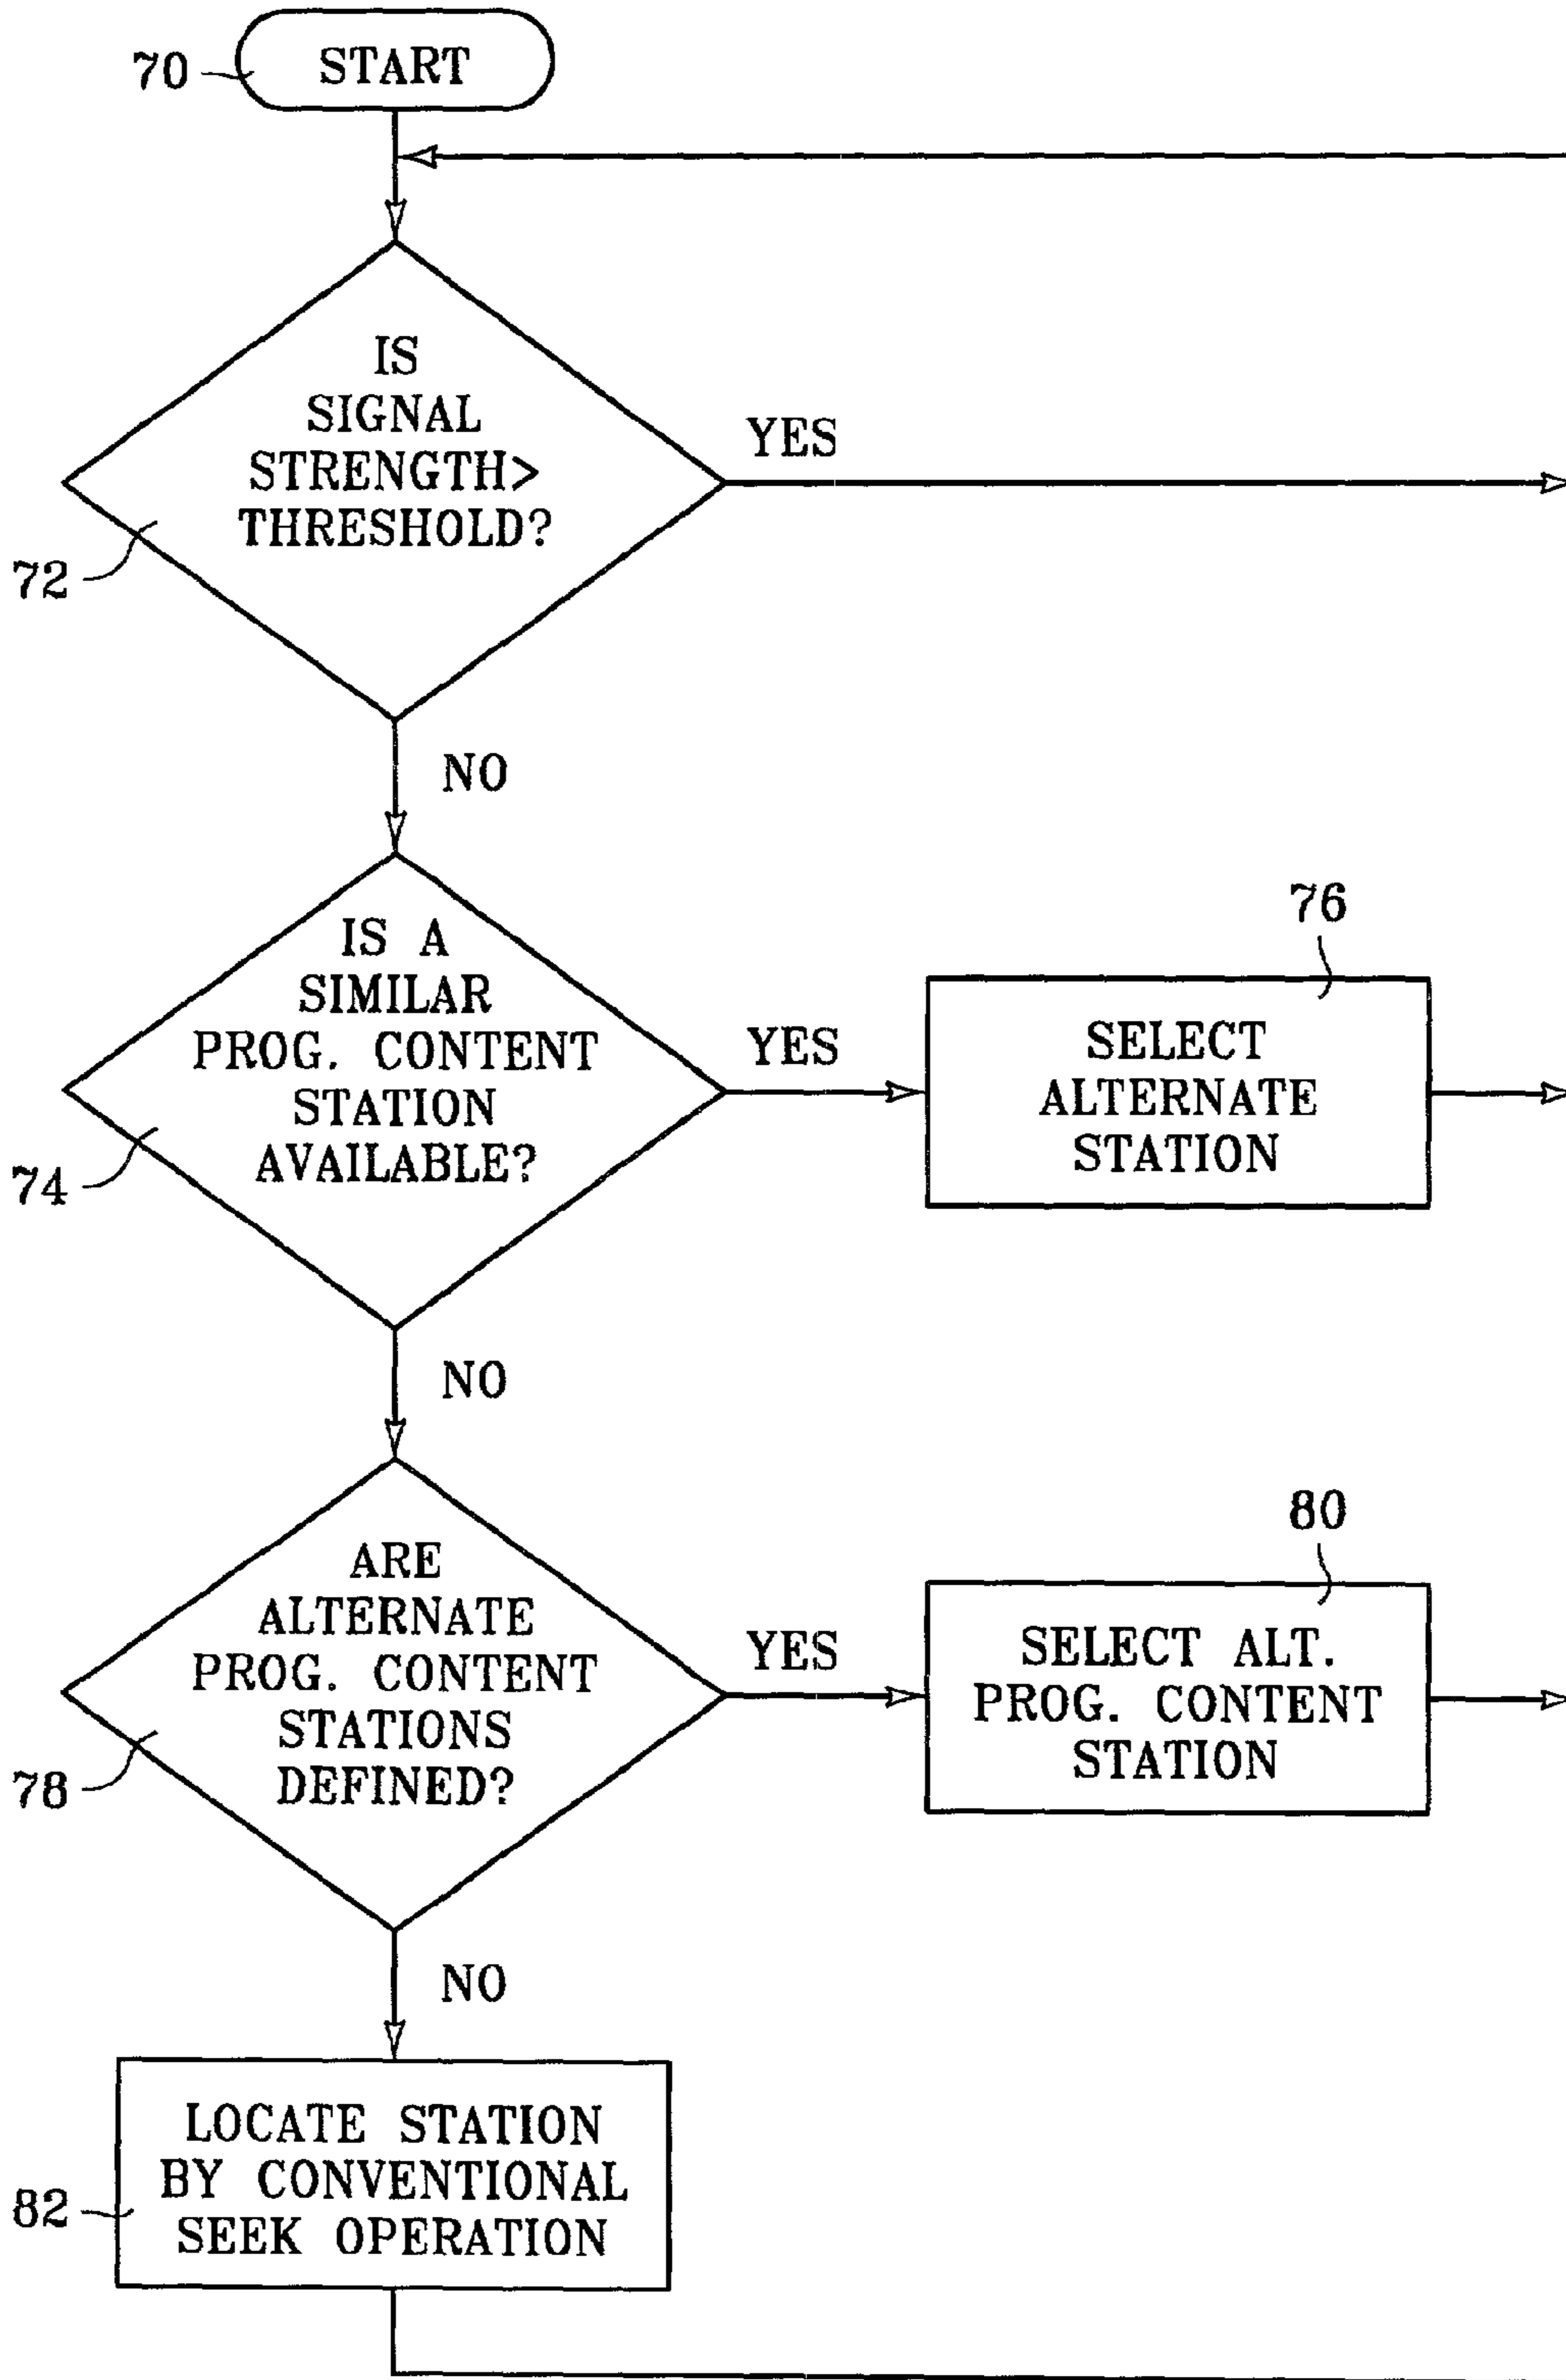 70
START
IS
SIGNAL
STRENGTH>
THRESHOLD?
YES
72
NO
IS A
SIMILAR
PROG. CONTENT
STATION
AVAILABLE?
YES
74
76
SELECT
ALTERNATE
STATION
NO
ARE
ALTERNATE
PROG. CONTENT
STATIONS
DEFINED?
YES
78
80
SELECT ALT.
PROG. CONTENT
STATION
NO
LOCATE STATION
BY CONVENTIONAL
SEEK OPERATION
82